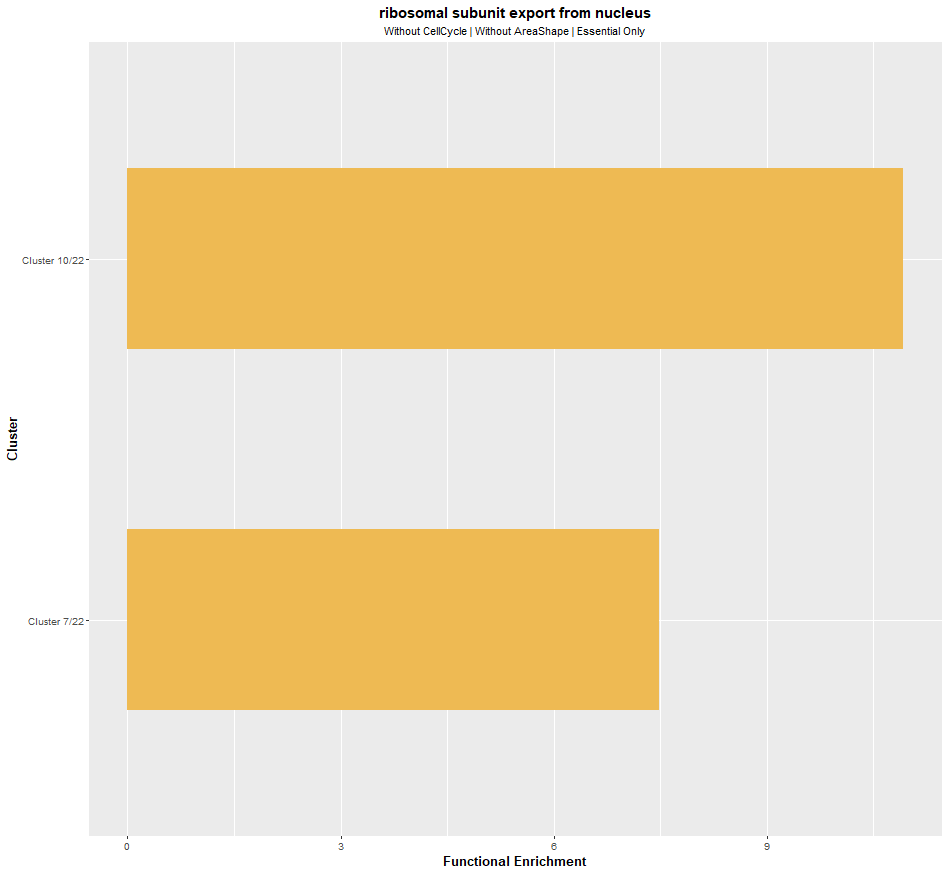 ribosomal subunit export from nucleus
Without CellCycle | Without AreaShape | Essential Only
Cluster 10/22
Cluster
Cluster 7/22
0 3 6 9
Functional Enrichment